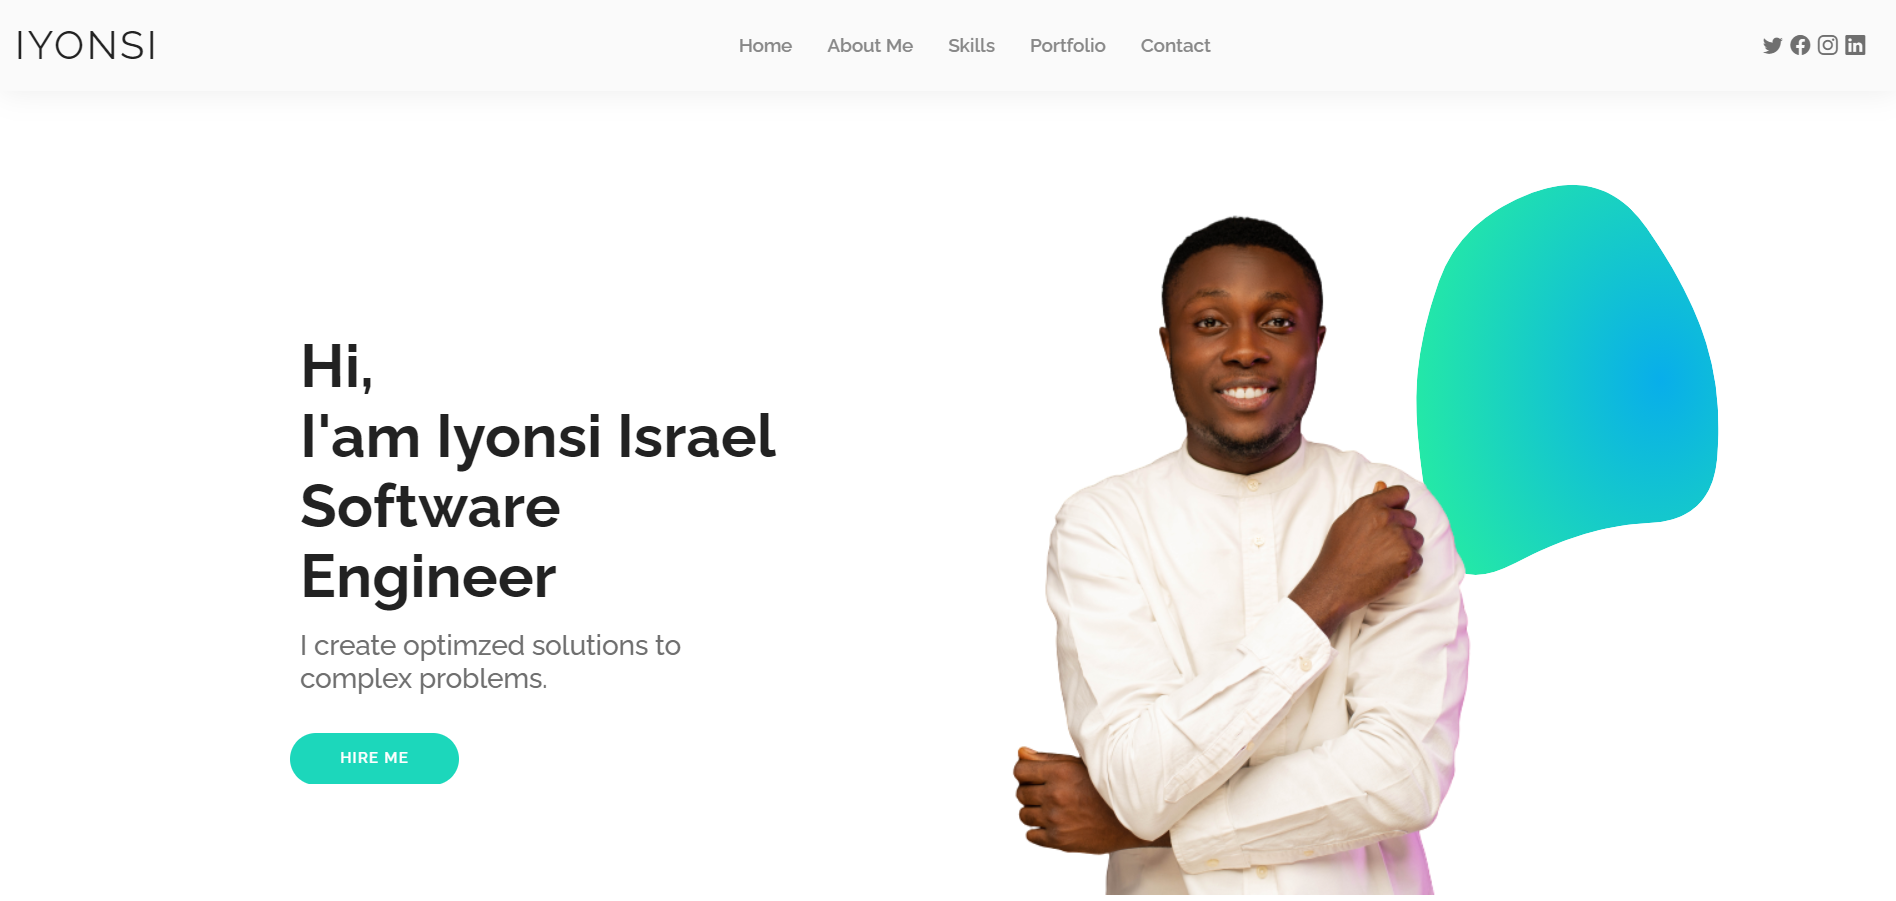 IYONSI
Home About Me Skills Portfolio Contact
Hi,
I'am Iyonsi Israel
Software
Engineer
I create optimzed solutions to
complex problems.
HIRE ME